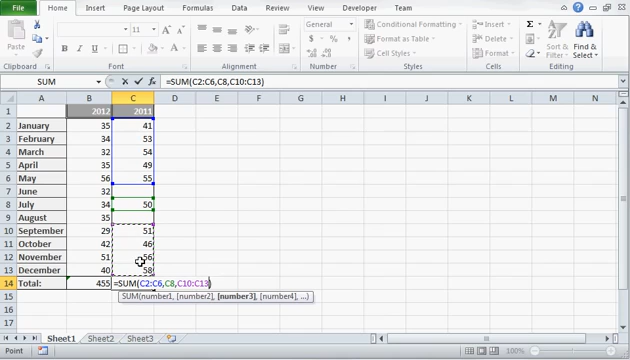 File Home Insert Page Layout Formulas Data Review View Developer Team
Paste
Clipboard
Font
Alignment
General
$ % ,
Number
Conditional Formatting
Format as Table
Cell Styles
Styles
Insert
Delete
Format
Cells
Sort & Filter
Find & Select
Editing
SUM =SUM(C2:C6,C8,C10:C13)
A B C D E F G H I J K L M N
1 2012 2011
2 January 35 41
3 February 34 53
4 March 32 54
5 April 35 49
6 May 56 55
7 June 32
8 July 34 50
9 August 35
10 September 29 51
11 October 42 46
12 November 51 56
13 December 40 58
14 Total: 455 =SUM(C2:C6,C8,C10:C13)
15 SUM(number1, [number2], [number3], [number4], ...)
16
17
Sheet1 Sheet2 Sheet3
Point 100%